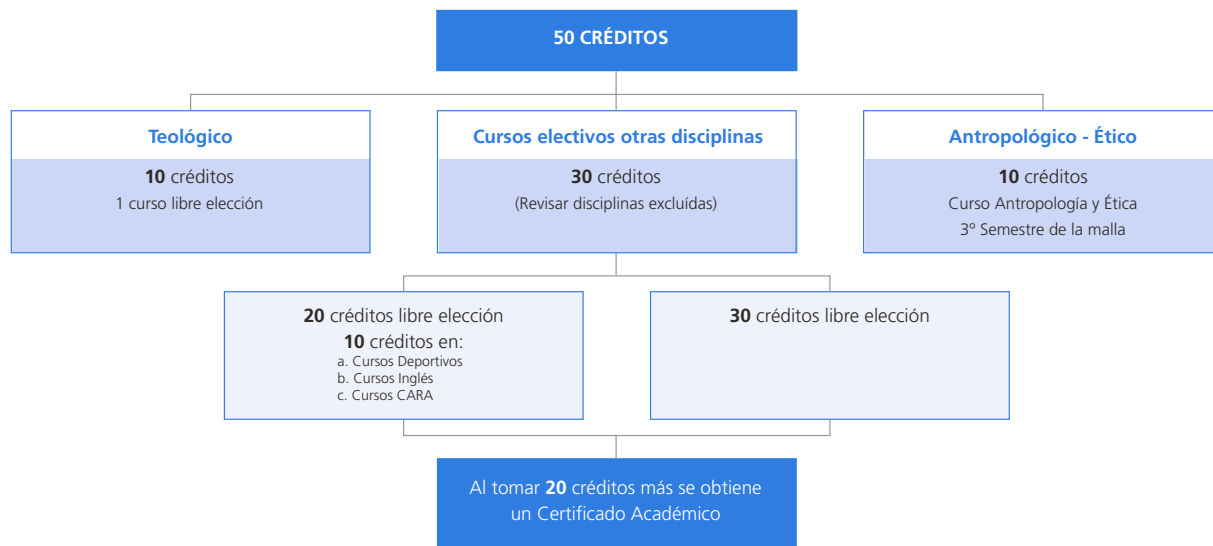 50 CRÉDITOS
Teológico
10 créditos
1 curso libre elección
Cursos electivos otras disciplinas
30 créditos
(Revisar disciplinas excluídas)
Antropológico - Ético
10 créditos
Curso Antropología y Ética
3º Semestre de la malla
20 créditos libre elección
10 créditos en:
a. Cursos Deportivos
b. Cursos Inglés
c. Cursos CARA
30 créditos libre elección
Al tomar 20 créditos más se obtiene
un Certificado Académico